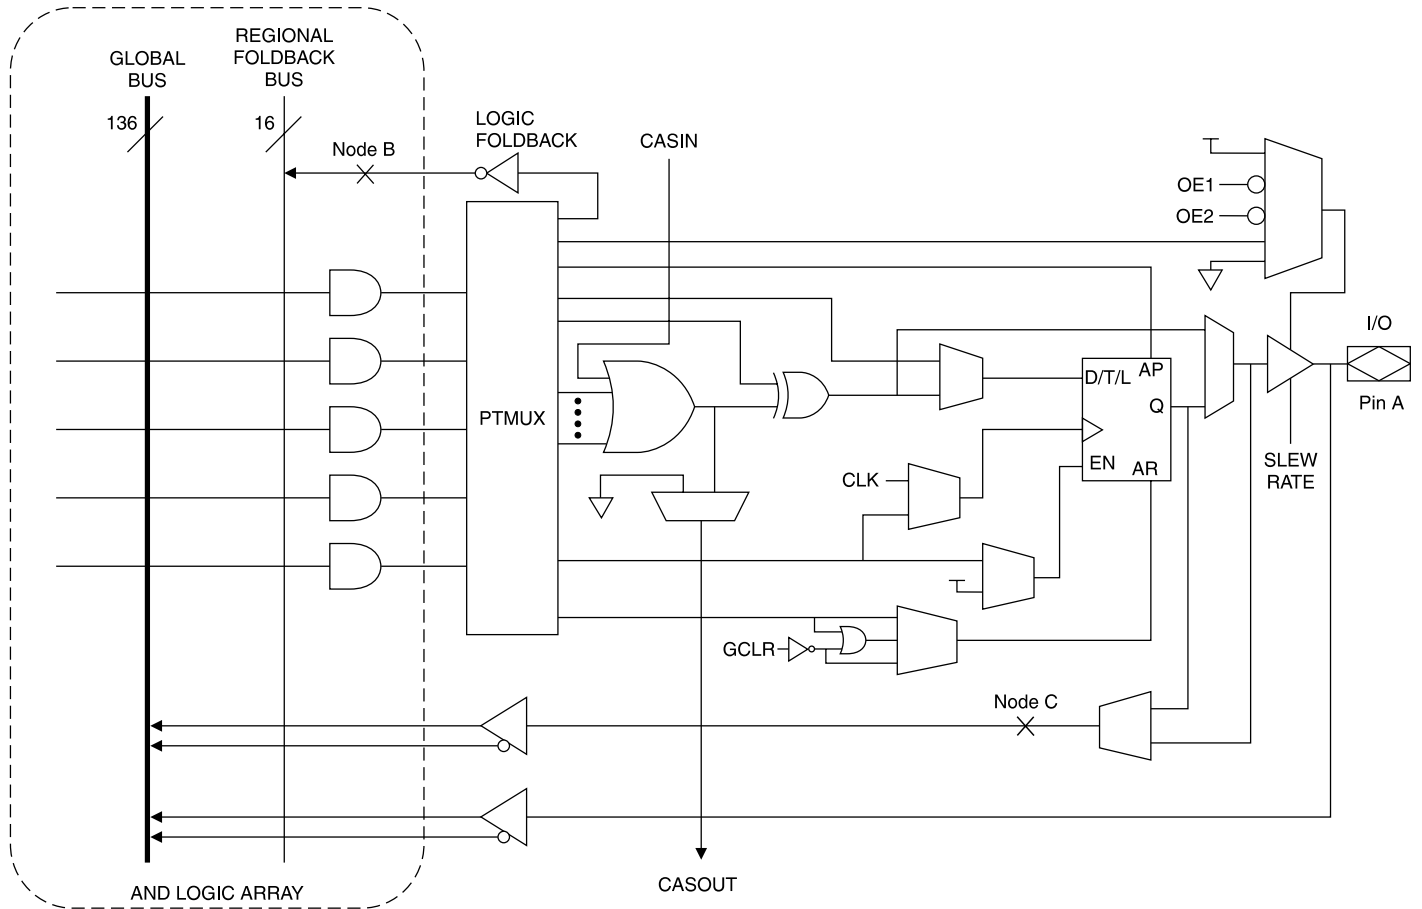 REGIONAL
FOLDBACK
BUS
GLOBAL
BUS
136
16
Node B
LOGIC
FOLDBACK
CASIN
OE1
OE2
I/O
Pin A
PTMUX
D/T/L
AP
Q
EN
AR
CLK
SLEW
RATE
GCLR
Node C
CASOUT
AND LOGIC ARRAY